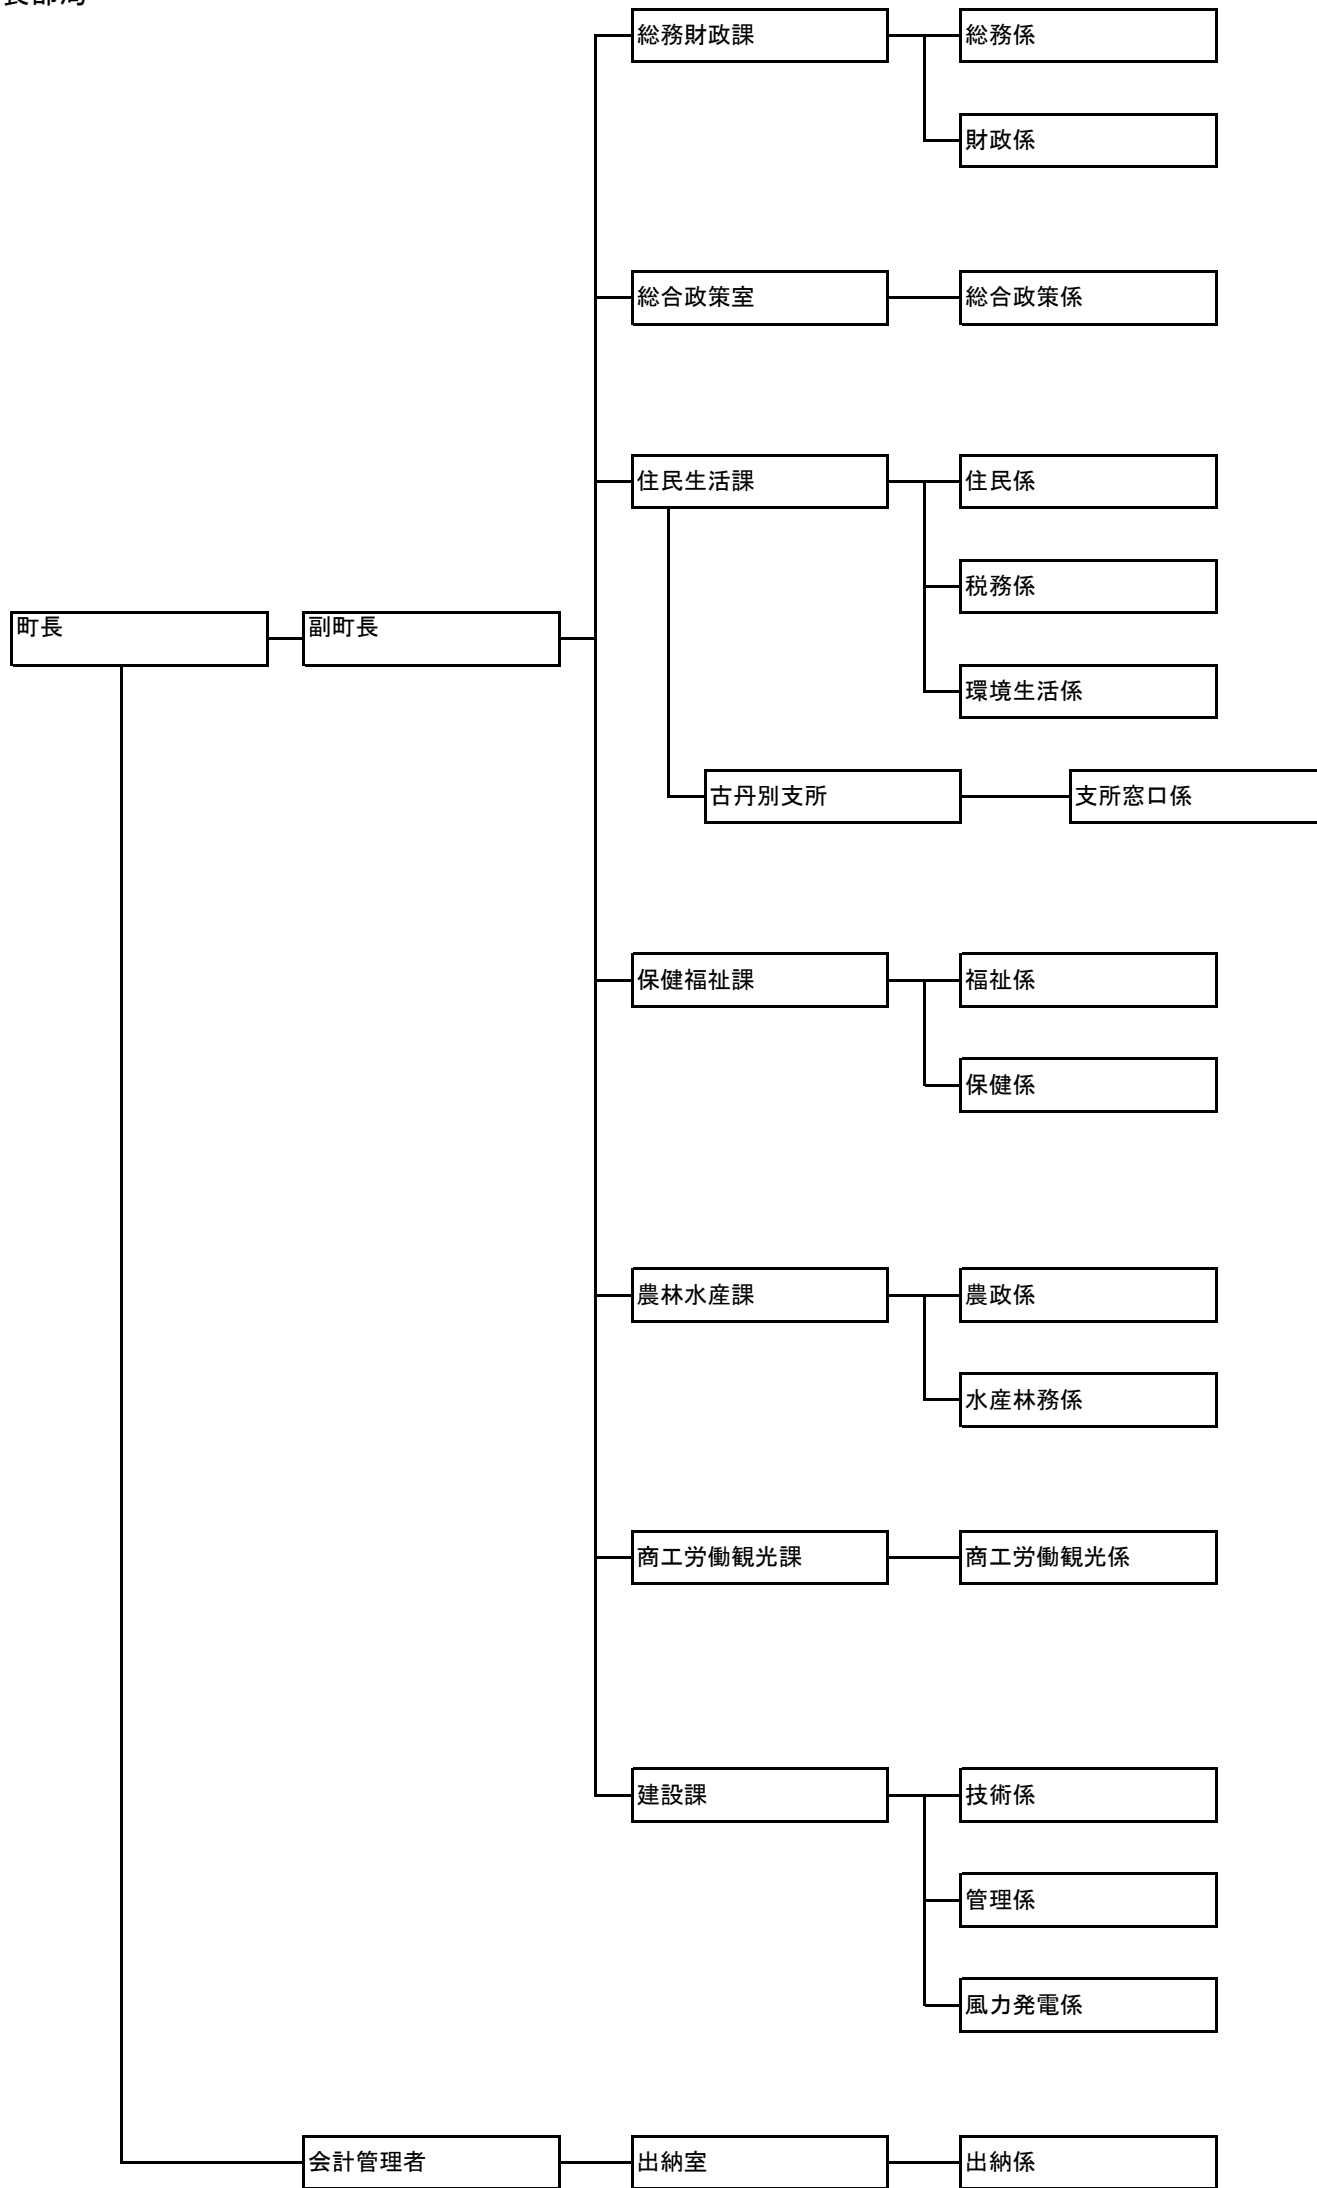 総務財政課 総務係
財政係
総合政策室 総合政策係
住民生活課 住民係
税務係
町長 副町長
環境生活係
古丹別支所 支所窓口係
保健福祉課 福祉係
保健係
農林水産課 農政係
水産林務係
商工労働観光課 商工労働観光係
建設課 技術係
管理係
風力発電係
会計管理者 出納室 出納係